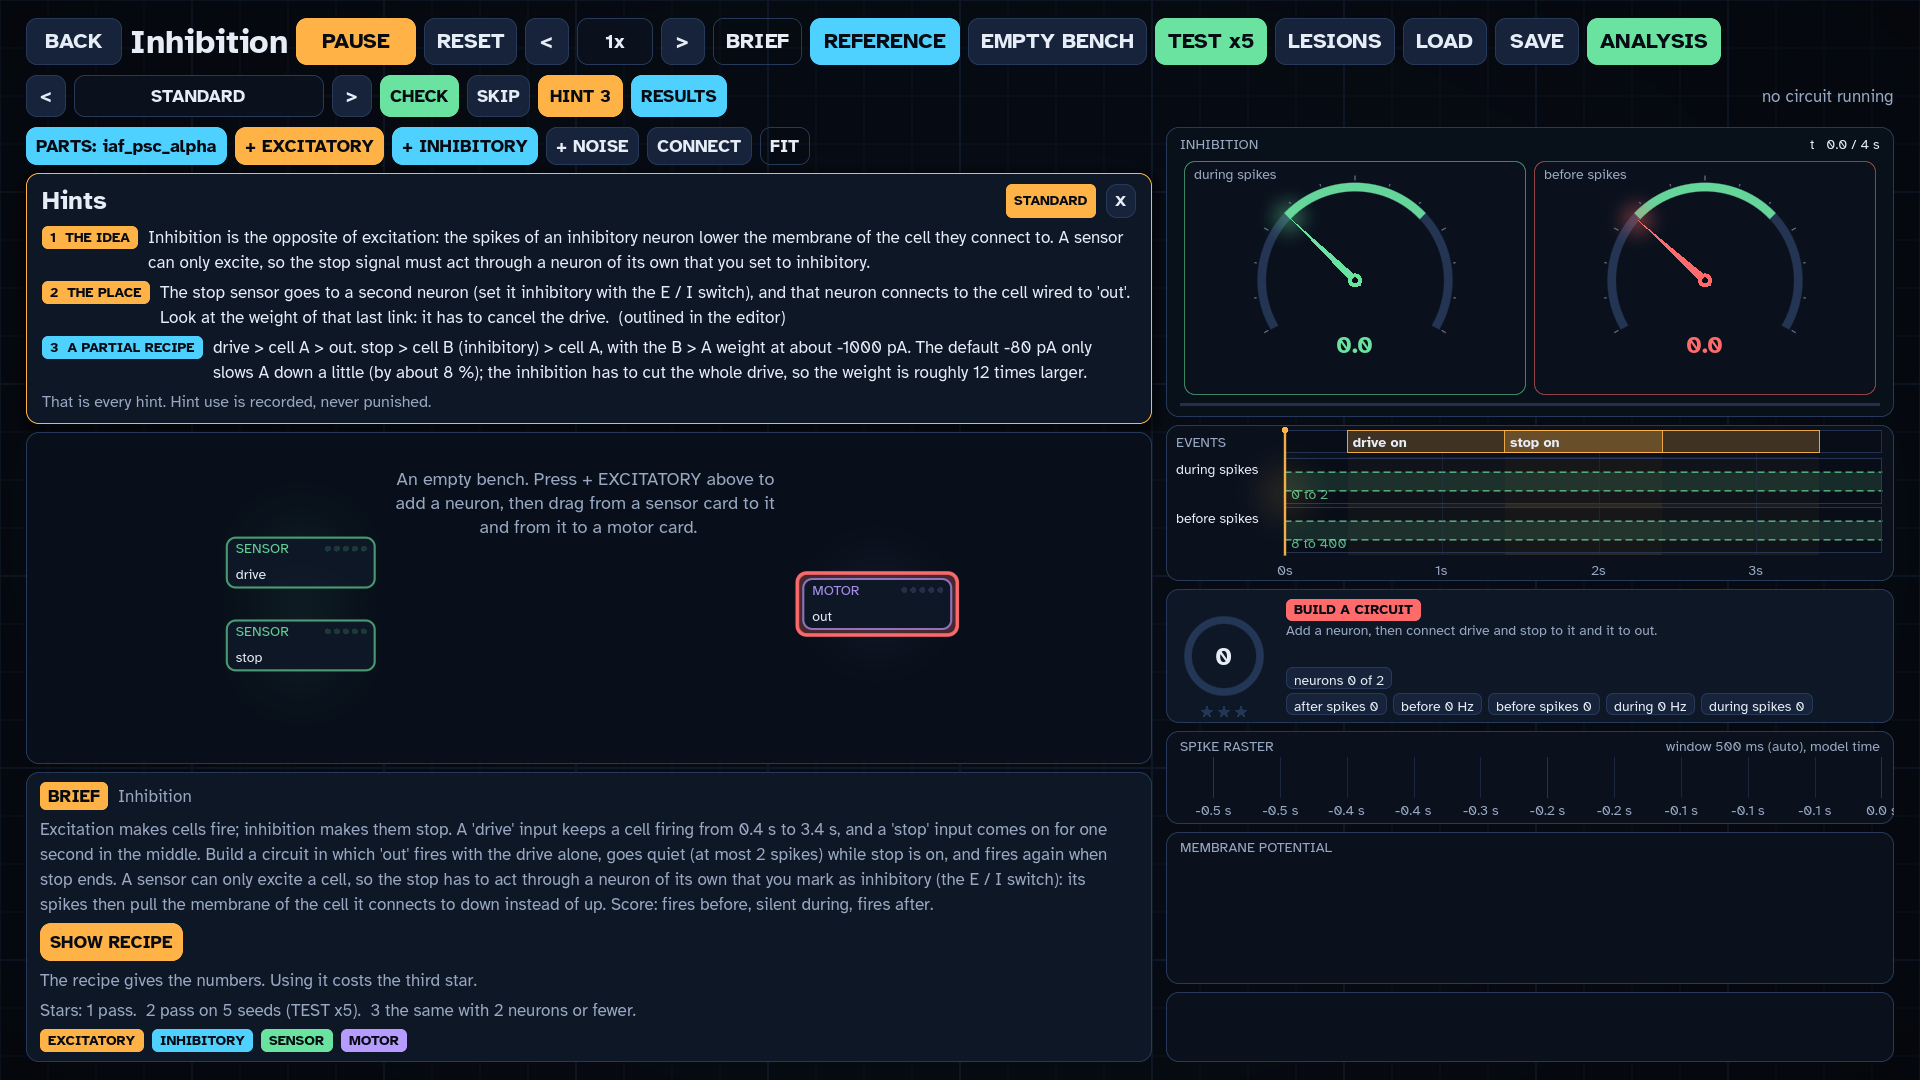 BACK Inhibition PAUSE RESET < 1x > BRIEF REFERENCE EMPTY BENCH TEST x5 LESIONS LOAD SAVE ANALYSIS
< STANDARD > CHECK SKIP HINT 3 RESULTS no circuit running
PARTS: iaf_psc_alpha + EXCITATORY + INHIBITORY + NOISE CONNECT FIT
Hints STANDARD X
1 THE IDEA Inhibition is the opposite of excitation: the spikes of an inhibitory neuron lower the membrane of the cell they connect to. A sensor
can only excite, so the stop signal must act through a neuron of its own that you set to inhibitory.
2 THE PLACE The stop sensor goes to a second neuron (set it inhibitory with the E / I switch), and that neuron connects to the cell wired to 'out'.
Look at the weight of that last link: it has to cancel the drive. (outlined in the editor)
3 A PARTIAL RECIPE drive > cell A > out. stop > cell B (inhibitory) > cell A, with the B > A weight at about -1000 pA. The default -80 pA only
slows A down a little (by about 8 %); the inhibition has to cut the whole drive, so the weight is roughly 12 times larger.
That is every hint. Hint use is recorded, never punished.
An empty bench. Press + EXCITATORY above to
add a neuron, then drag from a sensor card to it
and from it to a motor card.
SENSOR
drive
SENSOR
stop
MOTOR
out
BRIEF Inhibition
Excitation makes cells fire; inhibition makes them stop. A 'drive' input keeps a cell firing from 0.4 s to 3.4 s, and a 'stop' input comes on for one
second in the middle. Build a circuit in which 'out' fires with the drive alone, goes quiet (at most 2 spikes) while stop is on, and fires again when
stop ends. A sensor can only excite a cell, so the stop has to act through a neuron of its own that you mark as inhibitory (the E / I switch): its
spikes then pull the membrane of the cell it connects to down instead of up. Score: fires before, silent during, fires after.
SHOW RECIPE
The recipe gives the numbers. Using it costs the third star.
Stars: 1 pass. 2 pass on 5 seeds (TEST x5). 3 the same with 2 neurons or fewer.
EXCITATORY INHIBITORY SENSOR MOTOR
INHIBITION t 0.0 / 4 s
during spikes before spikes
0.0 0.0
EVENTS drive on stop on
during spikes
0 to 2
before spikes
8 to 400
0s 1s 2s 3s
BUILD A CIRCUIT
Add a neuron, then connect drive and stop to it and it to out.
0
neurons 0 of 2
after spikes 0 before 0 Hz before spikes 0 during 0 Hz during spikes 0
SPIKE RASTER window 500 ms (auto), model time
-0.5 s -0.5 s -0.4 s -0.4 s -0.3 s -0.2 s -0.2 s -0.1 s -0.1 s -0.1 s 0.0 s
MEMBRANE POTENTIAL